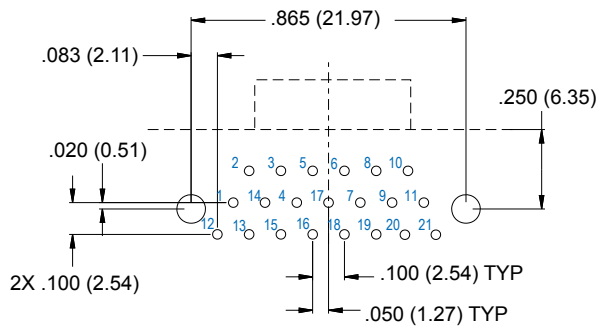 .865 (21.97)
.083 (2.11)
.250 (6.35)
.020 (0.51)
2 3 5 6 8 10
1 14 4 17 7 9 11
12 13 15 16 18 19 20 21
2X .100 (2.54)
.100 (2.54) TYP
.050 (1.27) TYP